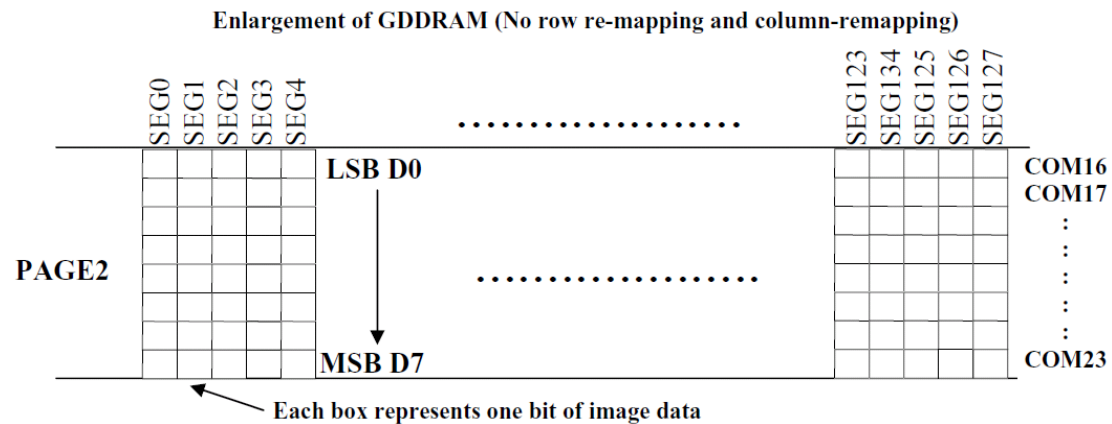 Enlargement of GDDRAM (No row re-mapping and column-remapping)
SEG0
SEG1
SEG2
SEG3
SEG4
SEG123
SEG134
SEG125
SEG126
SEG127
....................
LSB D0
COM16
COM17
:
:
:
:
:
PAGE2
....................
MSB D7
COM23
Each box represents one bit of image data